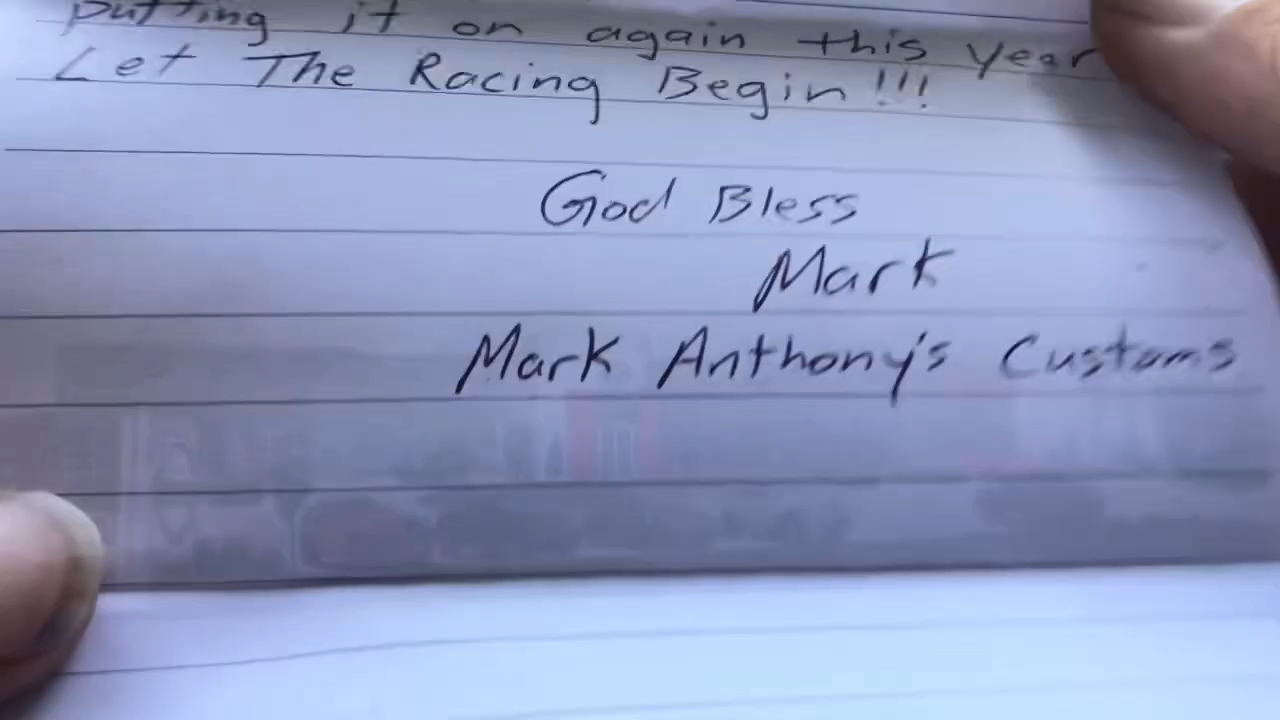 putting it on again this year
Let The Racing Begin!!!
God Bless
Mark
Mark Anthony's Customs